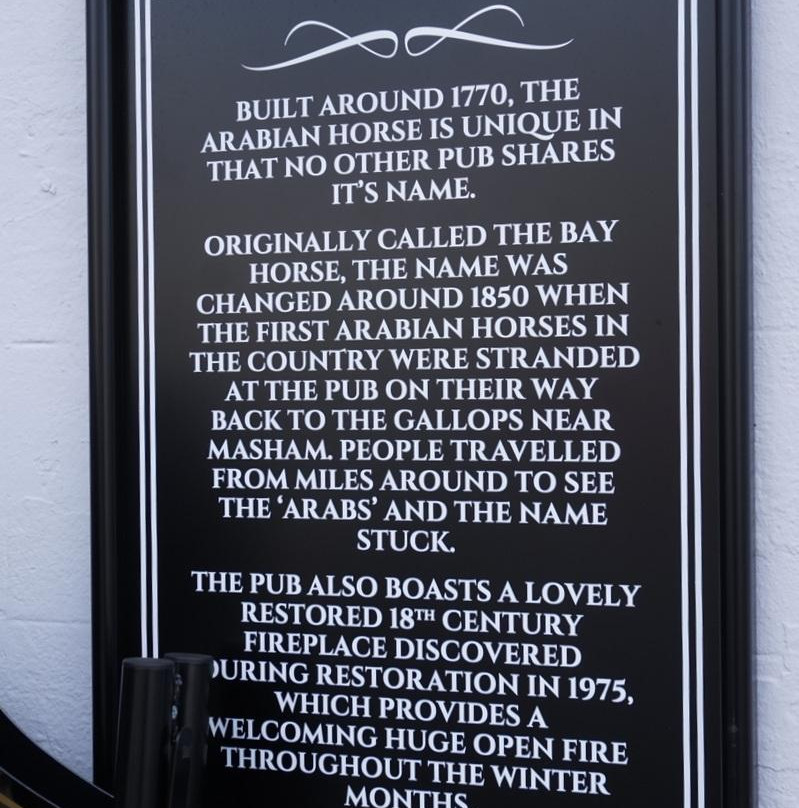 BUILT AROUND 1770, THE
ARABIAN HORSE IS UNIQUE IN
THAT NO OTHER PUB SHARES
IT'S NAME.
ORIGINALLY CALLED THE BAY
HORSE, THE NAME WAS
CHANGED AROUND 1850 WHEN
THE FIRST ARABIAN HORSES IN
THE COUNTRY WERE STRANDED
AT THE PUB ON THEIR WAY
BACK TO THE GALLOPS NEAR
MASHAM. PEOPLE TRAVELLED
FROM MILES AROUND TO SEE
THE ‘ARABS’ AND THE NAME
STUCK.
THE PUB ALSO BOASTS A LOVELY
RESTORED 18TH CENTURY
FIREPLACE DISCOVERED
DURING RESTORATION IN 1975,
WHICH PROVIDES A
WELCOMING HUGE OPEN FIRE
THROUGHOUT THE WINTER
MONTHS